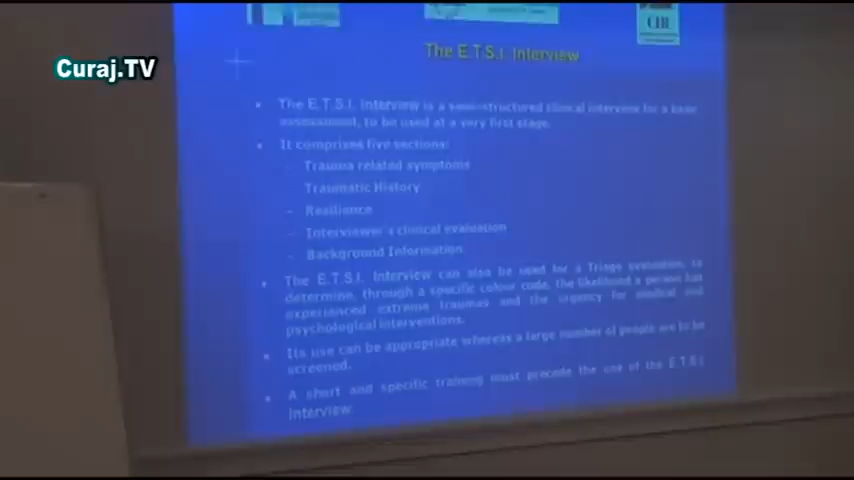 Curaj.TV
CIR
The E.T.S.I. Interview
The E.T.S.I. Interview is a semi-structured clinical interview for a base
assessment, to be used at a very first stage.
It comprises five sections:
- Trauma related symptoms
Traumatic History
- Resilience
- Interviewer's clinical evaluation
- Background Information
The E.T.S.I. Interview can also be used for a Triage evaluation, to
determine, through a specific colour code, the likelihood a person has
experienced extreme traumas and the urgency for medical and
psychological interventions.
Its use can be appropriate whereas a large number of people are to be
screened.
A short and specific training must precede the use of the E.T.S.I.
Interview.